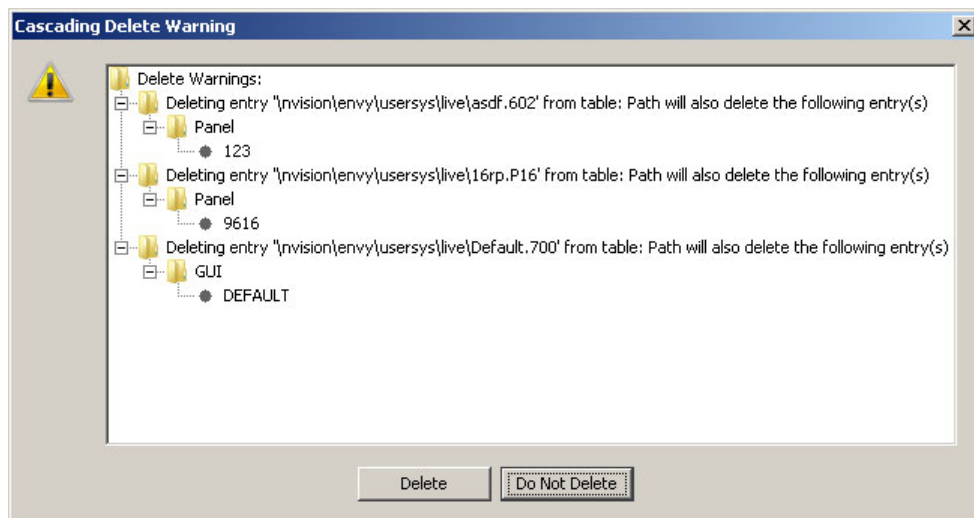 Cascading Delete Warning
Delete Warnings:
Deleting entry "\nvision\envy\usersys\live\asdf.602' from table: Path will also delete the following entry(s)
Panel
123
Deleting entry "\nvision\envy\usersys\live\16rp.P16' from table: Path will also delete the following entry(s)
Panel
9616
Deleting entry "\nvision\envy\usersys\live\Default.700' from table: Path will also delete the following entry(s)
GUI
DEFAULT
Delete Do Not Delete